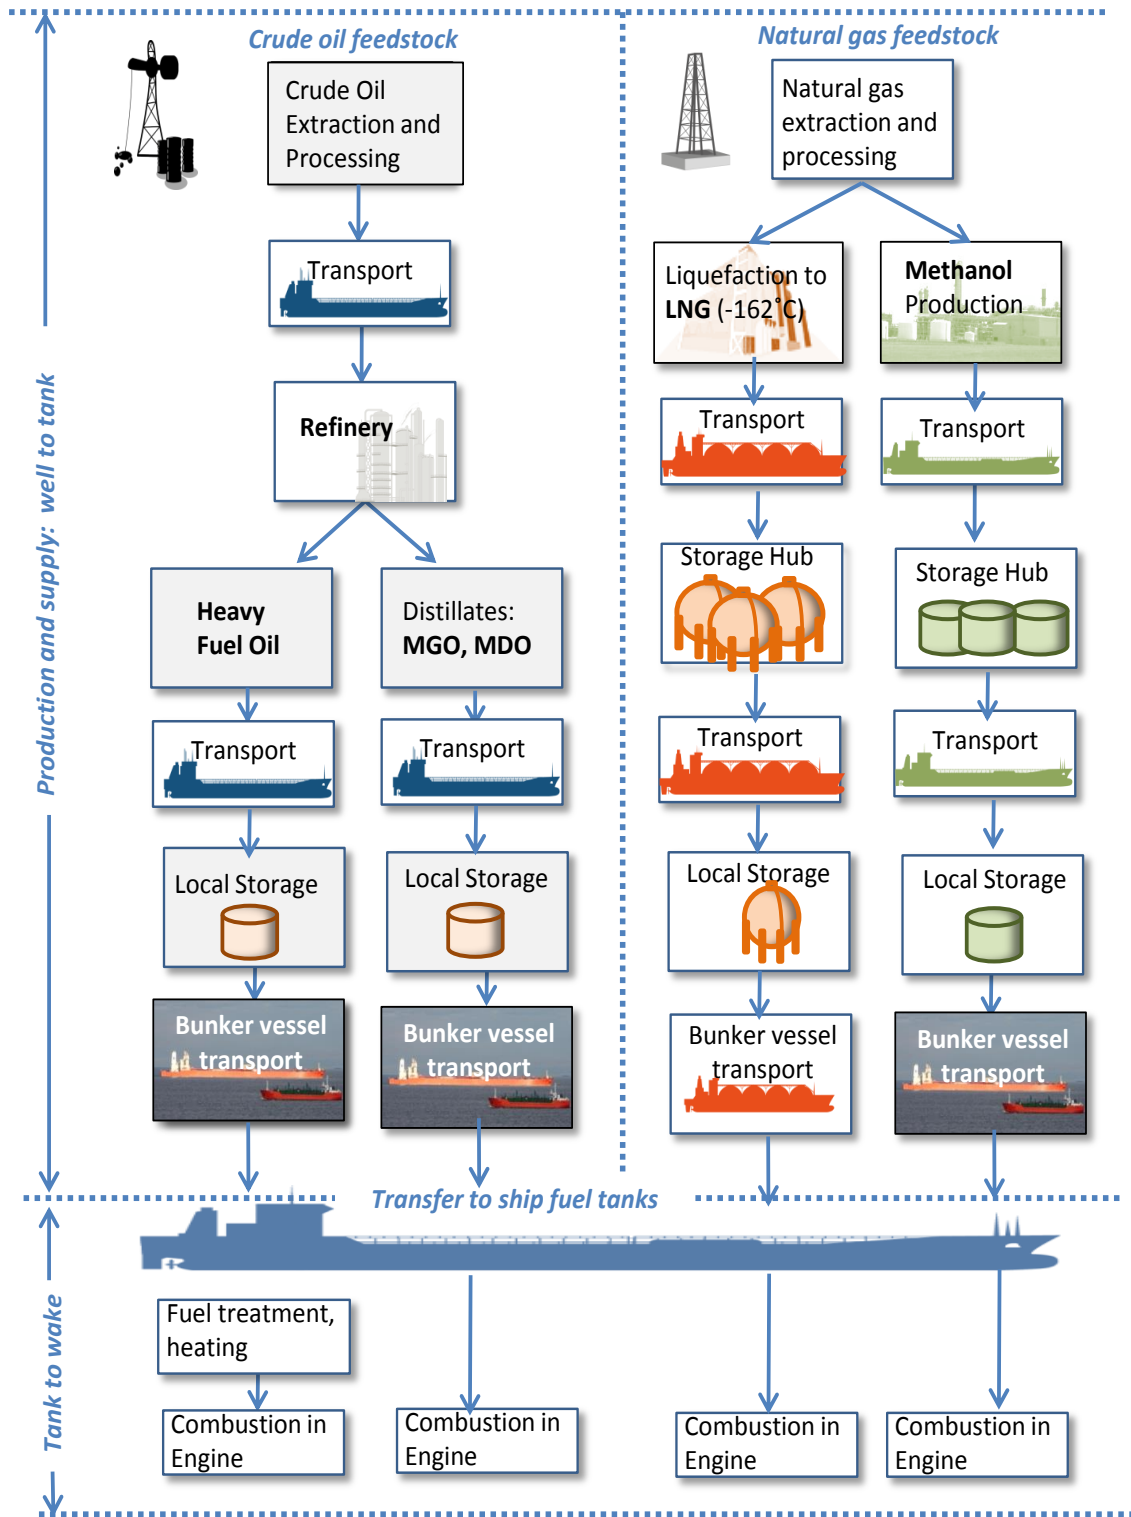 Crude oil feedstock
Natural gas feedstock
Crude Oil
Extraction and
Processing
Natural gas
extraction and
processing
Transport
Liquefaction to
LNG (-162˚C)
Methanol
Production
Refinery
Transport
Transport
Storage Hub
Storage Hub
Heavy
Fuel Oil
Distillates:
MGO, MDO
Transport
Transport
Transport
Transport
Local Storage
Local Storage
Local Storage
Local Storage
Bunker vessel
transport
Bunker vessel
transport
Bunker vessel
transport
Bunker vessel
transport
Production and supply: well to tank
Transfer to ship fuel tanks
Tank to wake
Fuel treatment,
heating
Combustion in
Engine
Combustion in
Engine
Combustion in
Engine
Combustion in
Engine